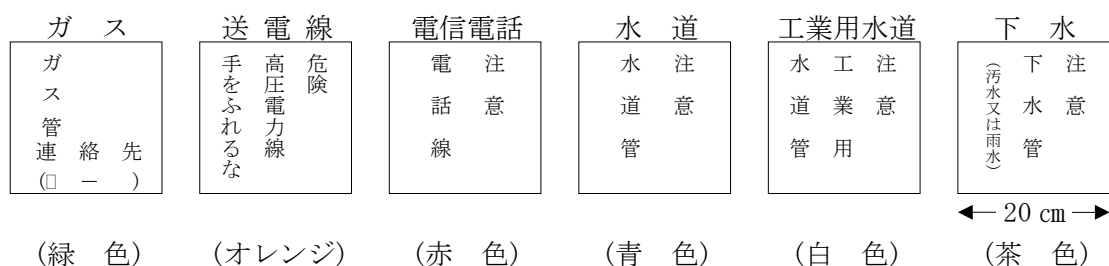 ガス
ガス管
連絡先
(□ － )
送電線
危険
高圧電力線
手をふれるな
電信電話
注意
電話線
水道
注意
水道管
工業用水道
注意
工業用
水道管
下水
注意
下水管
(汚水又は雨水)
20 cm
(緑 色)
(オレンジ)
(赤 色)
(青 色)
(白 色)
(茶 色)